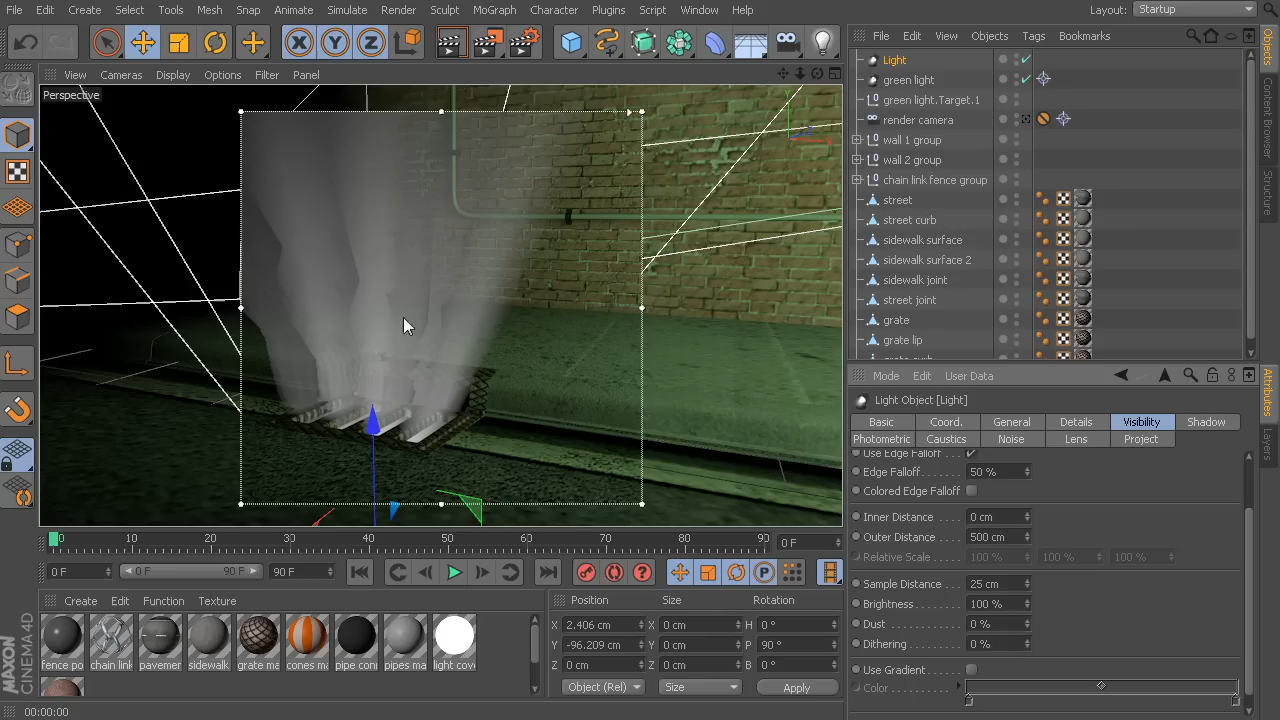 File Edit Create Select Tools Mesh Snap Animate Simulate Render Sculpt MoGraph Character Plugins Script Window Help Layout: Startup
X Y Z
File Edit View Objects Tags Bookmarks
View Cameras Display Options Filter Panel
Perspective
Light
green light
green light.Target.1
render camera
wall 1 group
wall 2 group
chain link fence group
street
street curb
sidewalk surface
sidewalk surface 2
sidewalk joint
street joint
grate
grate lip
Objects
Content Browser
Structure
Mode Edit User Data
Light Object [Light]
Basic Coord. General Details Visibility Shadow
Photometric Caustics Noise Lens Project
Use Edge Falloff
Edge Falloff 50 %
Colored Edge Falloff
Inner Distance 0 cm
Outer Distance 500 cm
Relative Scale 100 % 100 % 100 %
Sample Distance 25 cm
Brightness 100 %
Dust 0 %
Dithering 0 %
Use Gradient
Color
Attributes
Layers
0 10 20 30 40 50 60 70 80 90 0 F
0 F 0 F 90 F 90 F
P
Create Edit Function Texture
fence po chain link pavemer sidewalk grate ma cones ma pipe conn pipes ma light cov
Position Size Rotation
X 2.406 cm X 0 cm H 0 °
Y -96.209 cm Y 0 cm P 90 °
Z 0 cm Z 0 cm B 0 °
Object (Rel) Size Apply
MAXON CINEMA 4D
00:00:00